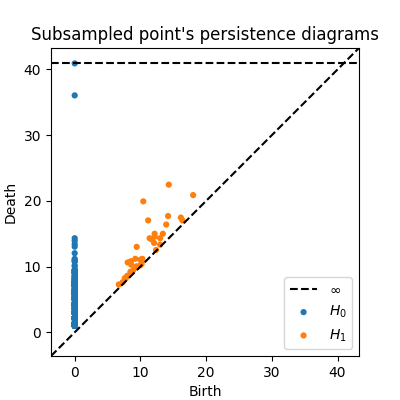 Subsampled point's persistence diagrams
Death
40
30
20
10
0
∞
H₀
H₁
0 10 20 30 40
Birth